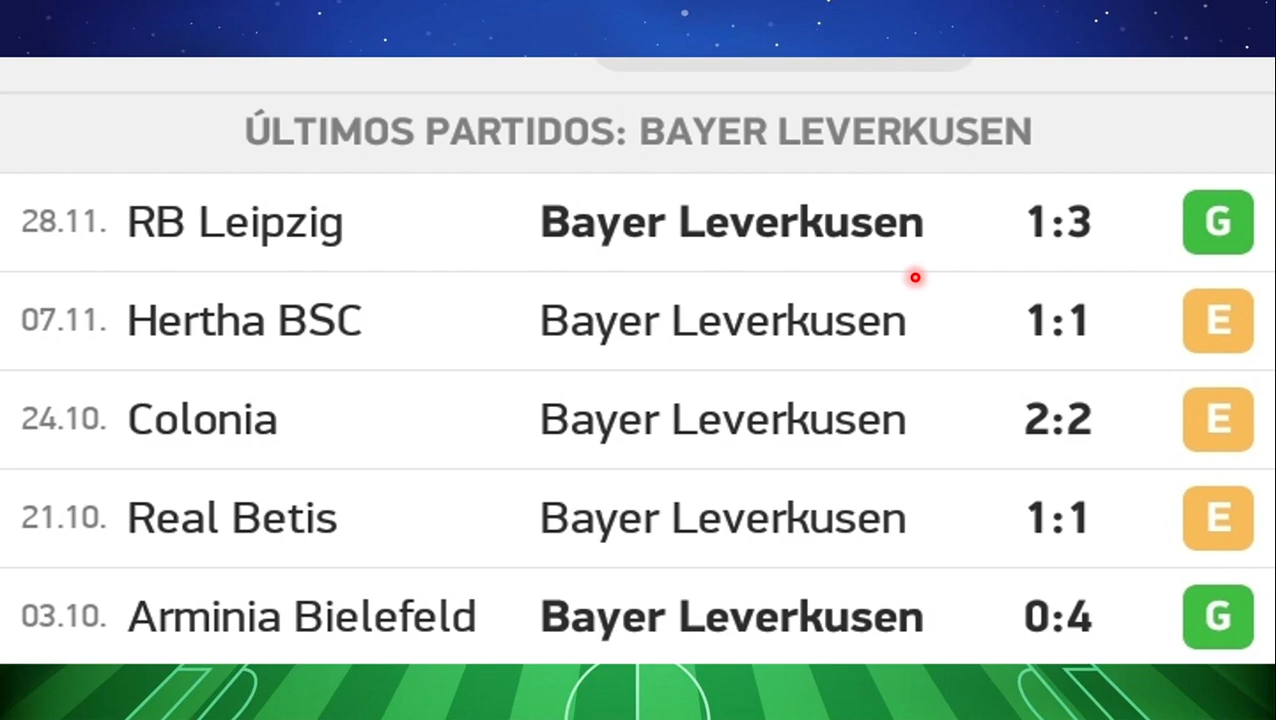 ÚLTIMOS PARTIDOS: BAYER LEVERKUSEN
28.11. RB Leipzig Bayer Leverkusen 1:3 G
07.11. Hertha BSC Bayer Leverkusen 1:1 E
24.10. Colonia Bayer Leverkusen 2:2 E
21.10. Real Betis Bayer Leverkusen 1:1 E
03.10. Arminia Bielefeld Bayer Leverkusen 0:4 G